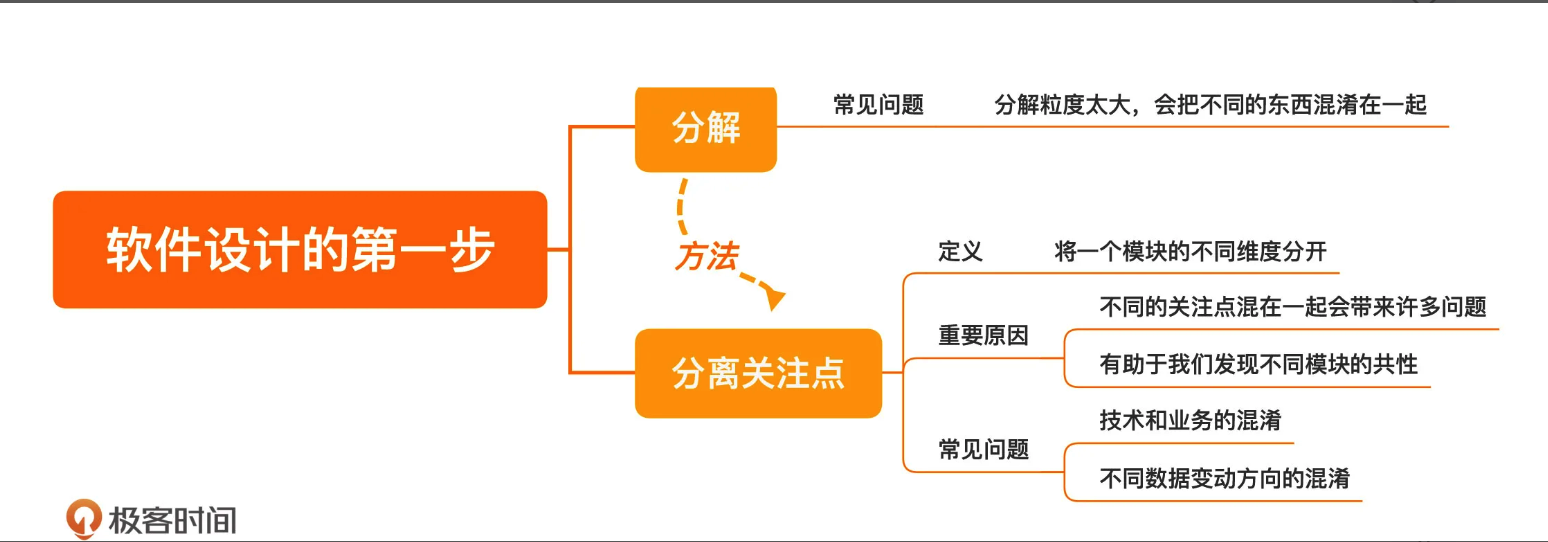 软件设计的第一步
分解
常见问题 分解粒度太大，会把不同的东西混淆在一起
方法
分离关注点
定义 将一个模块的不同维度分开
重要原因
不同的关注点混在一起会带来许多问题
有助于我们发现不同模块的共性
常见问题
技术和业务的混淆
不同数据变动方向的混淆
极客时间